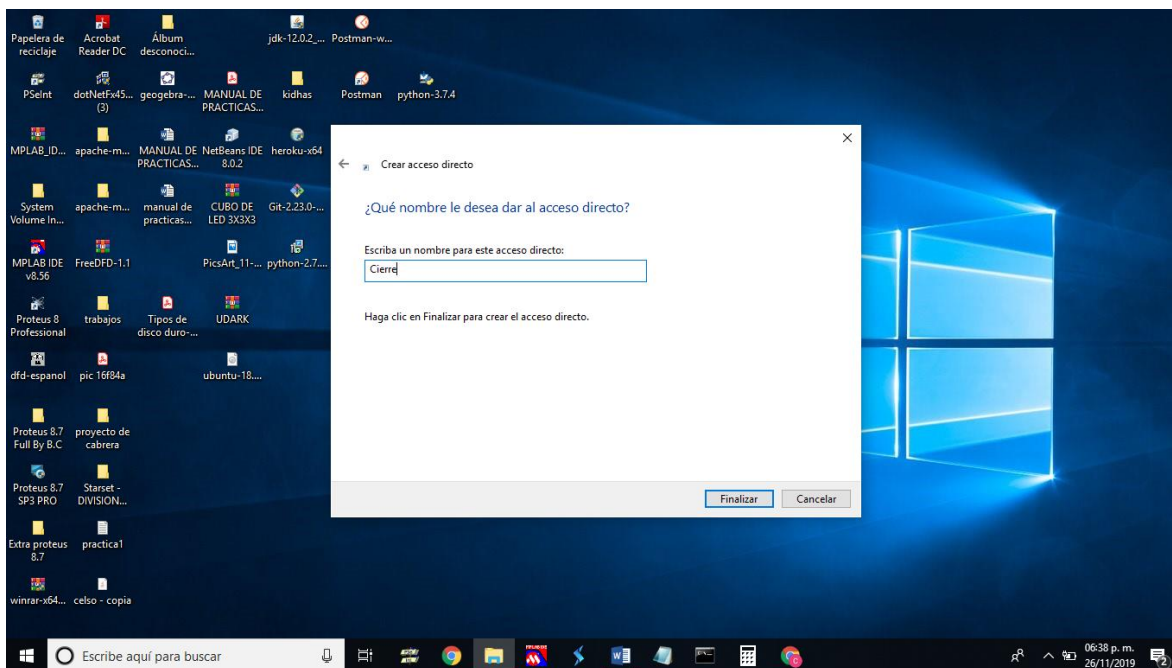 Papelera de
reciclaje
Acrobat
Reader DC
Álbum
desconoci...
jdk-12.0.2_...
Postman-w...
PSeInt
dotNetFx45...
(3)
geogebra-...
MANUAL DE
PRACTICAS...
kidhas
Postman
python-3.7.4
MPLAB_ID...
apache-m...
MANUAL DE
PRACTICAS...
NetBeans IDE
8.0.2
heroku-x64
System
Volume In...
apache-m...
manual de
practicas...
CUBO DE
LED 3X3X3
Git-2.23.0-...
MPLAB IDE
v8.56
FreeDFD-1.1
PicsArt_11-...
python-2.7....
Proteus 8
Professional
trabajos
Tipos de
disco duro-...
UDARK
dfd-espanol
pic 16f84a
ubuntu-18....
Proteus 8.7
Full By B.C
proyecto de
cabrera
Proteus 8.7
SP3 PRO
Starset -
DIVISION...
Extra proteus
8.7
practica1
winrar-x64...
celso - copia
Crear acceso directo
¿Qué nombre le desea dar al acceso directo?
Escriba un nombre para este acceso directo:
Cierre
Haga clic en Finalizar para crear el acceso directo.
Finalizar
Cancelar
Escribe aquí para buscar
06:38 p. m.
26/11/2019